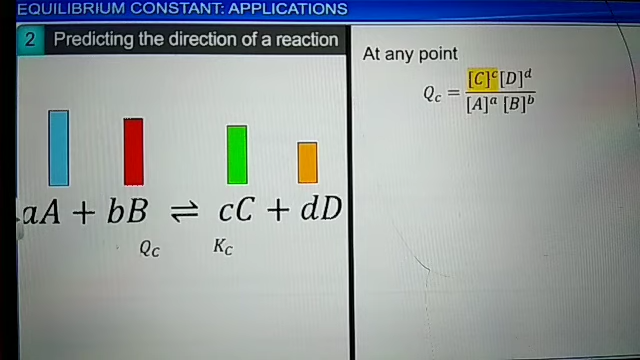 EQUILIBRIUM CONSTANT: APPLICATIONS
2 Predicting the direction of a reaction
aA + bB ⇌ cC + dD
Qc Kc
At any point
Qc = [C]^c [D]^d / [A]^a [B]^b